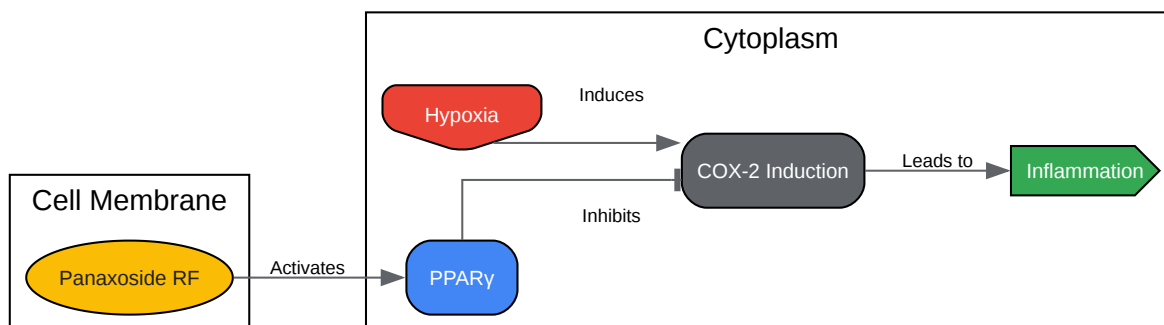 Cytoplasm
Induces
Hypoxia
COX-2 Induction
Leads to
Inflammation
Cell Membrane
Inhibits
Panaxoside RF
Activates
PPARγ